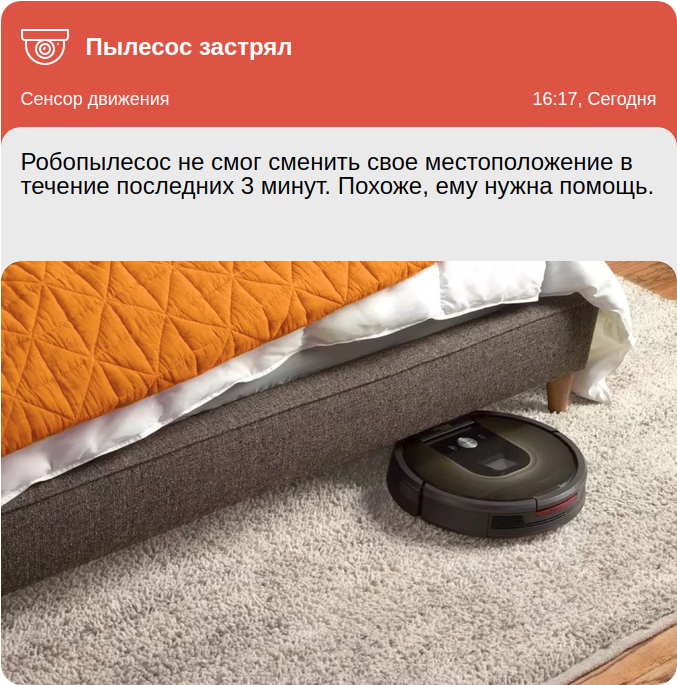 Пылесос застрял
Сенсор движения
16:17, Сегодня
Робопылесос не смог сменить свое местоположение в
течение последних 3 минут. Похоже, ему нужна помощь.